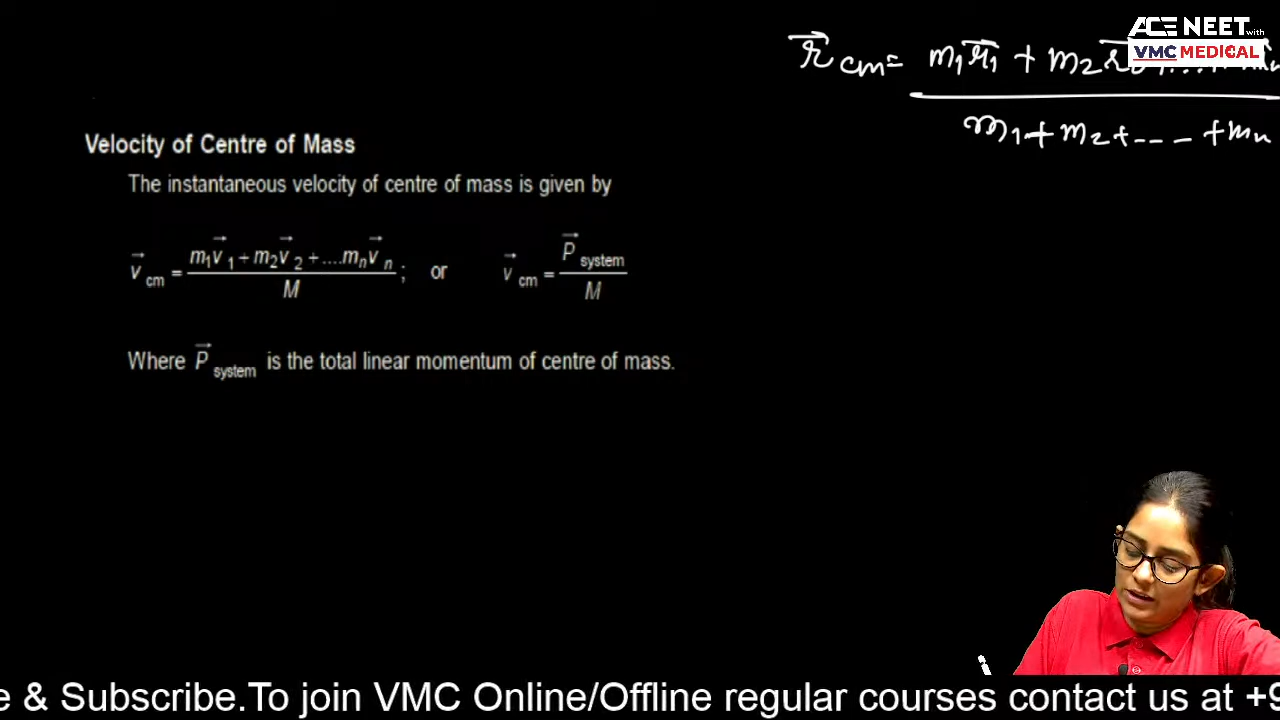 ACE NEET with
VMC MEDICAL
r⃗ cm = m₁r⃗₁ + m₂
m₁ + m₂ + --- + mₙ
Velocity of Centre of Mass
The instantaneous velocity of centre of mass is given by
v⃗ cm = (m₁v⃗₁ + m₂v⃗₂ + ....mₙv⃗ₙ) / M ; or v⃗ cm = P⃗ system / M
Where P⃗ system is the total linear momentum of centre of mass.
& Subscribe.To join VMC Online/Offline regular courses contact us at